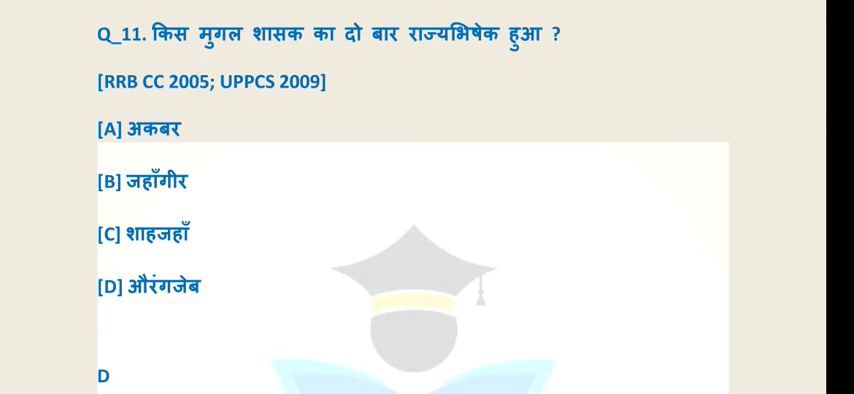 Q_11. किस मुगल शासक का दो बार राज्यभिषेक हुआ ?
[RRB CC 2005; UPPCS 2009]
[A] अकबर
[B] जहाँगीर
[C] शाहजहाँ
[D] औरंगजेब
D